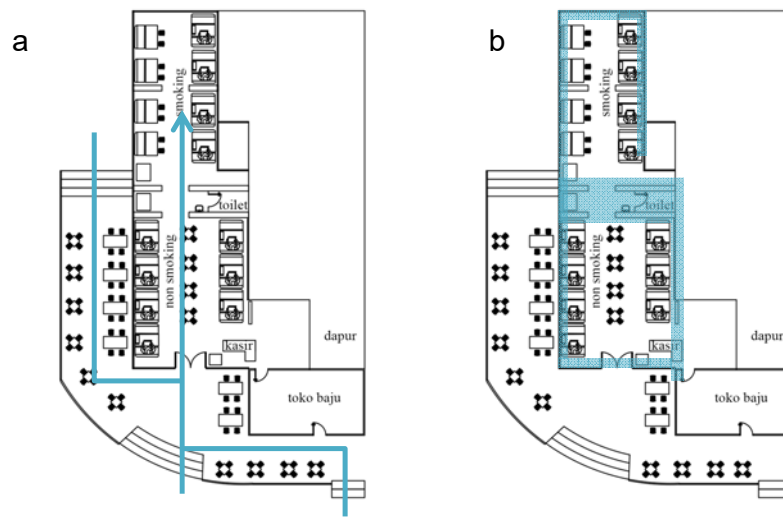 a
smoking
toilet
non smoking
kasir
dapur
toko baju
b
smoking
toilet
non smoking
kasir
dapur
toko baju